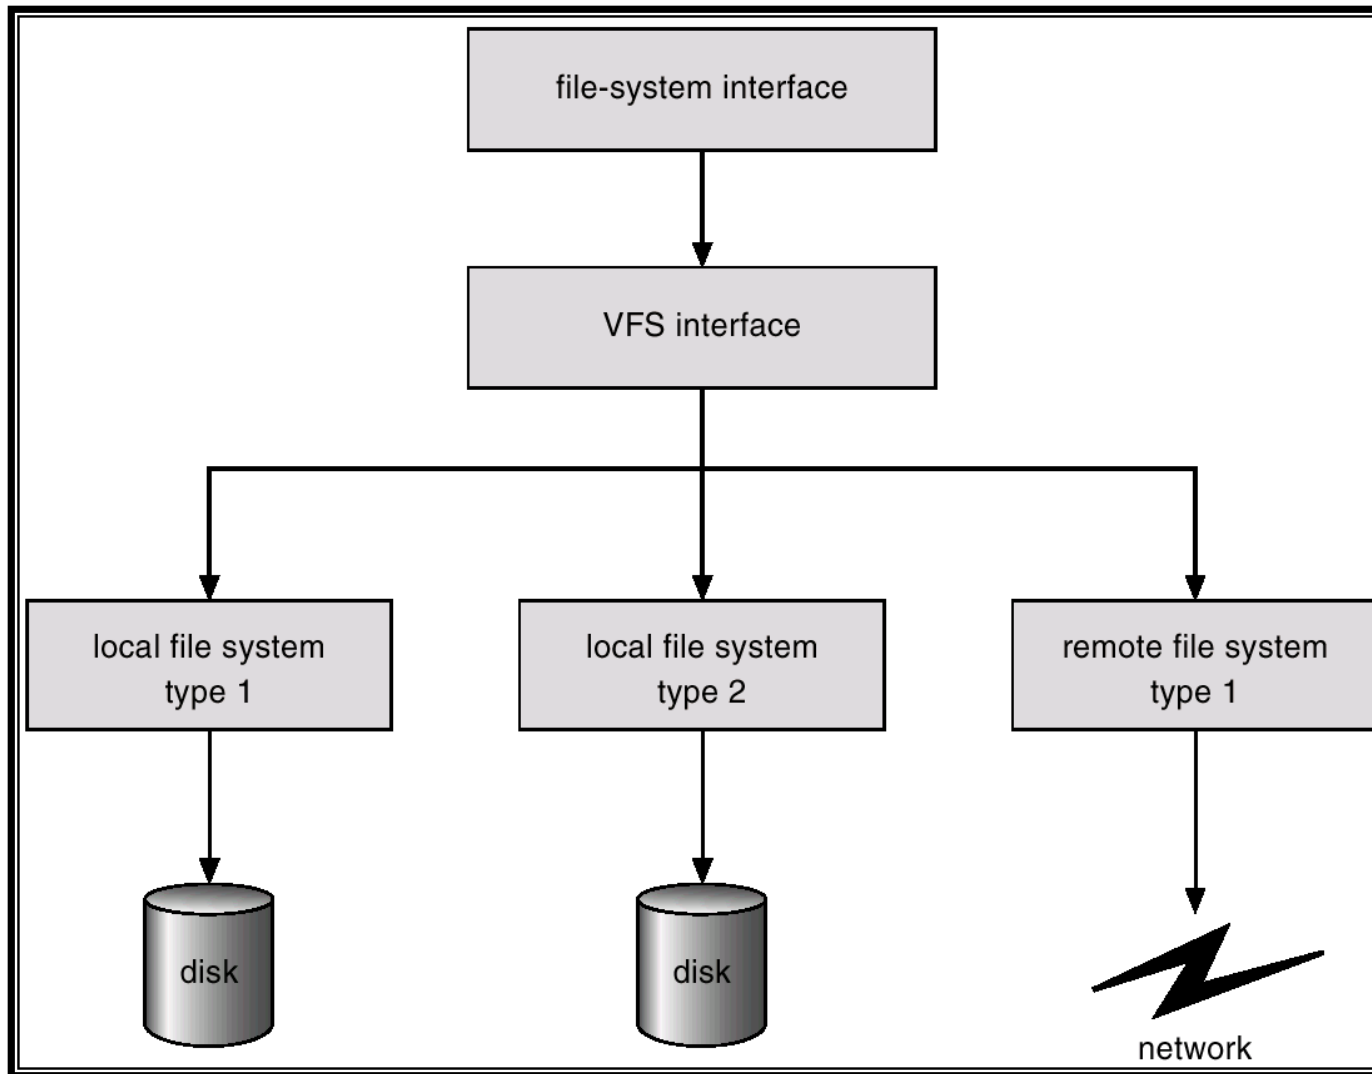 file-system interface
VFS interface
local file system
type 1
local file system
type 2
remote file system
type 1
disk
disk
network